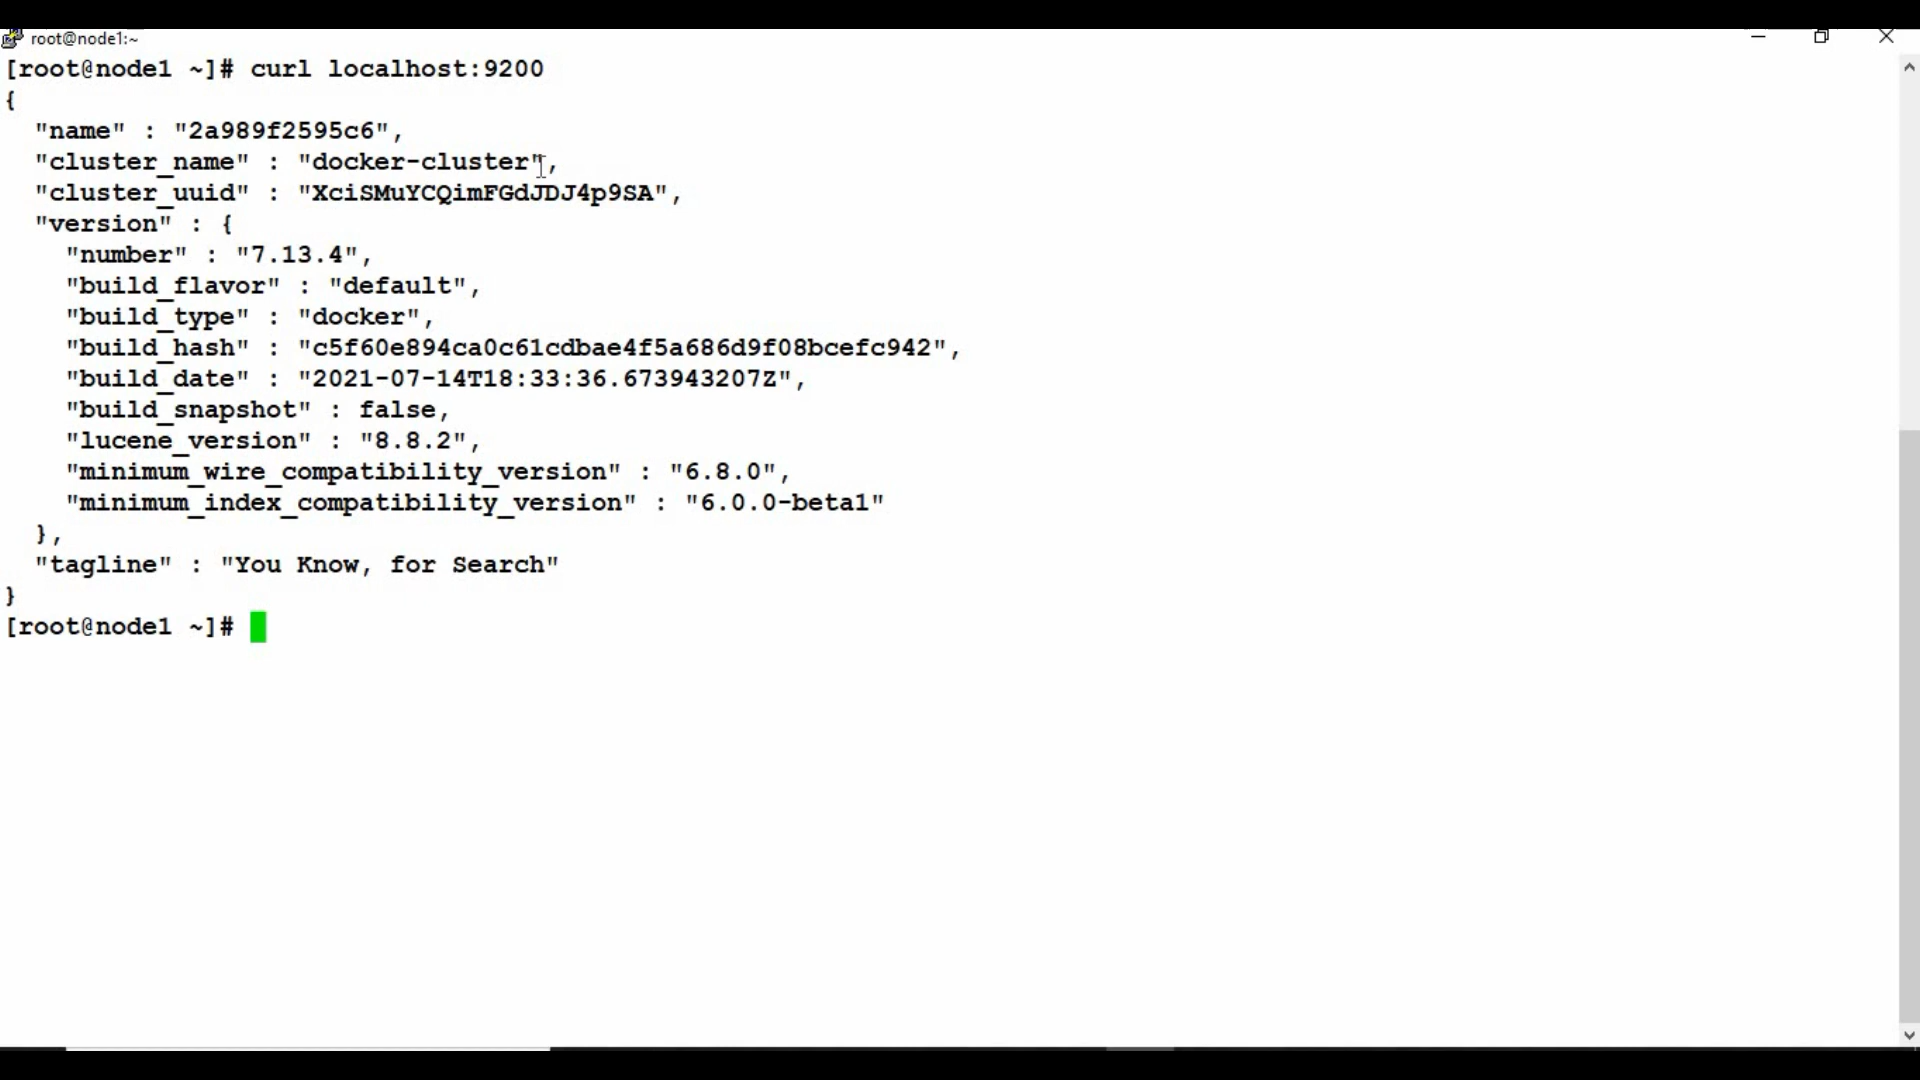 root@node1:~
[root@node1 ~]# curl localhost:9200
{
  "name" : "2a989f2595c6",
  "cluster_name" : "docker-cluster",
  "cluster_uuid" : "XciSMuYCQimFGdJDJ4p9SA",
  "version" : {
    "number" : "7.13.4",
    "build_flavor" : "default",
    "build_type" : "docker",
    "build_hash" : "c5f60e894ca0c61cdbae4f5a686d9f08bcefc942",
    "build_date" : "2021-07-14T18:33:36.673943207Z",
    "build_snapshot" : false,
    "lucene_version" : "8.8.2",
    "minimum_wire_compatibility_version" : "6.8.0",
    "minimum_index_compatibility_version" : "6.0.0-beta1"
  },
  "tagline" : "You Know, for Search"
}
[root@node1 ~]#